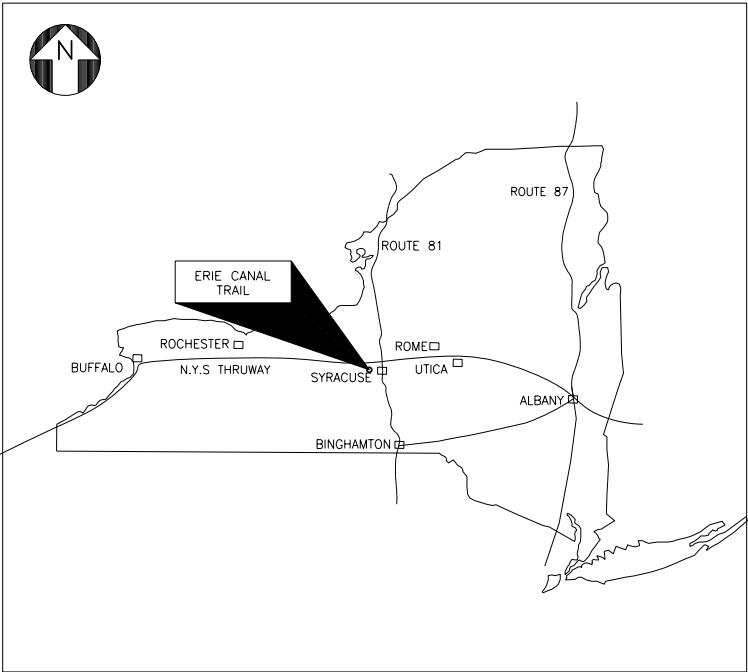 N
ROUTE 87
ROUTE 81
ERIE CANAL
TRAIL
ROCHESTER
ROME
BUFFALO
N.Y.S THRUWAY
SYRACUSE
UTICA
ALBANY
BINGHAMTON